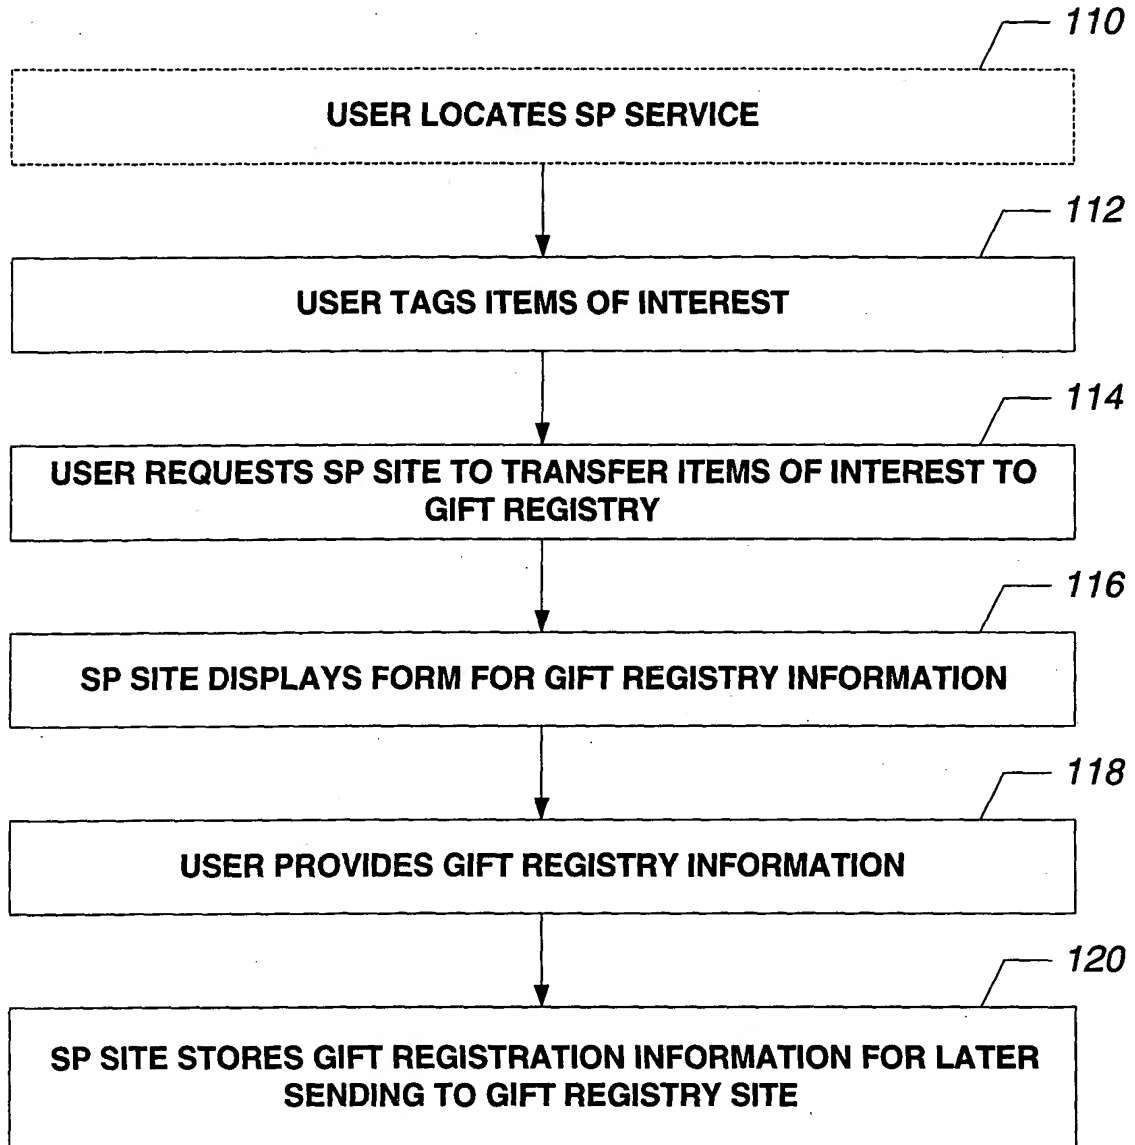 110
USER LOCATES SP SERVICE
112
USER TAGS ITEMS OF INTEREST
114
USER REQUESTS SP SITE TO TRANSFER ITEMS OF INTEREST TO
GIFT REGISTRY
116
SP SITE DISPLAYS FORM FOR GIFT REGISTRY INFORMATION
118
USER PROVIDES GIFT REGISTRY INFORMATION
120
SP SITE STORES GIFT REGISTRATION INFORMATION FOR LATER
SENDING TO GIFT REGISTRY SITE